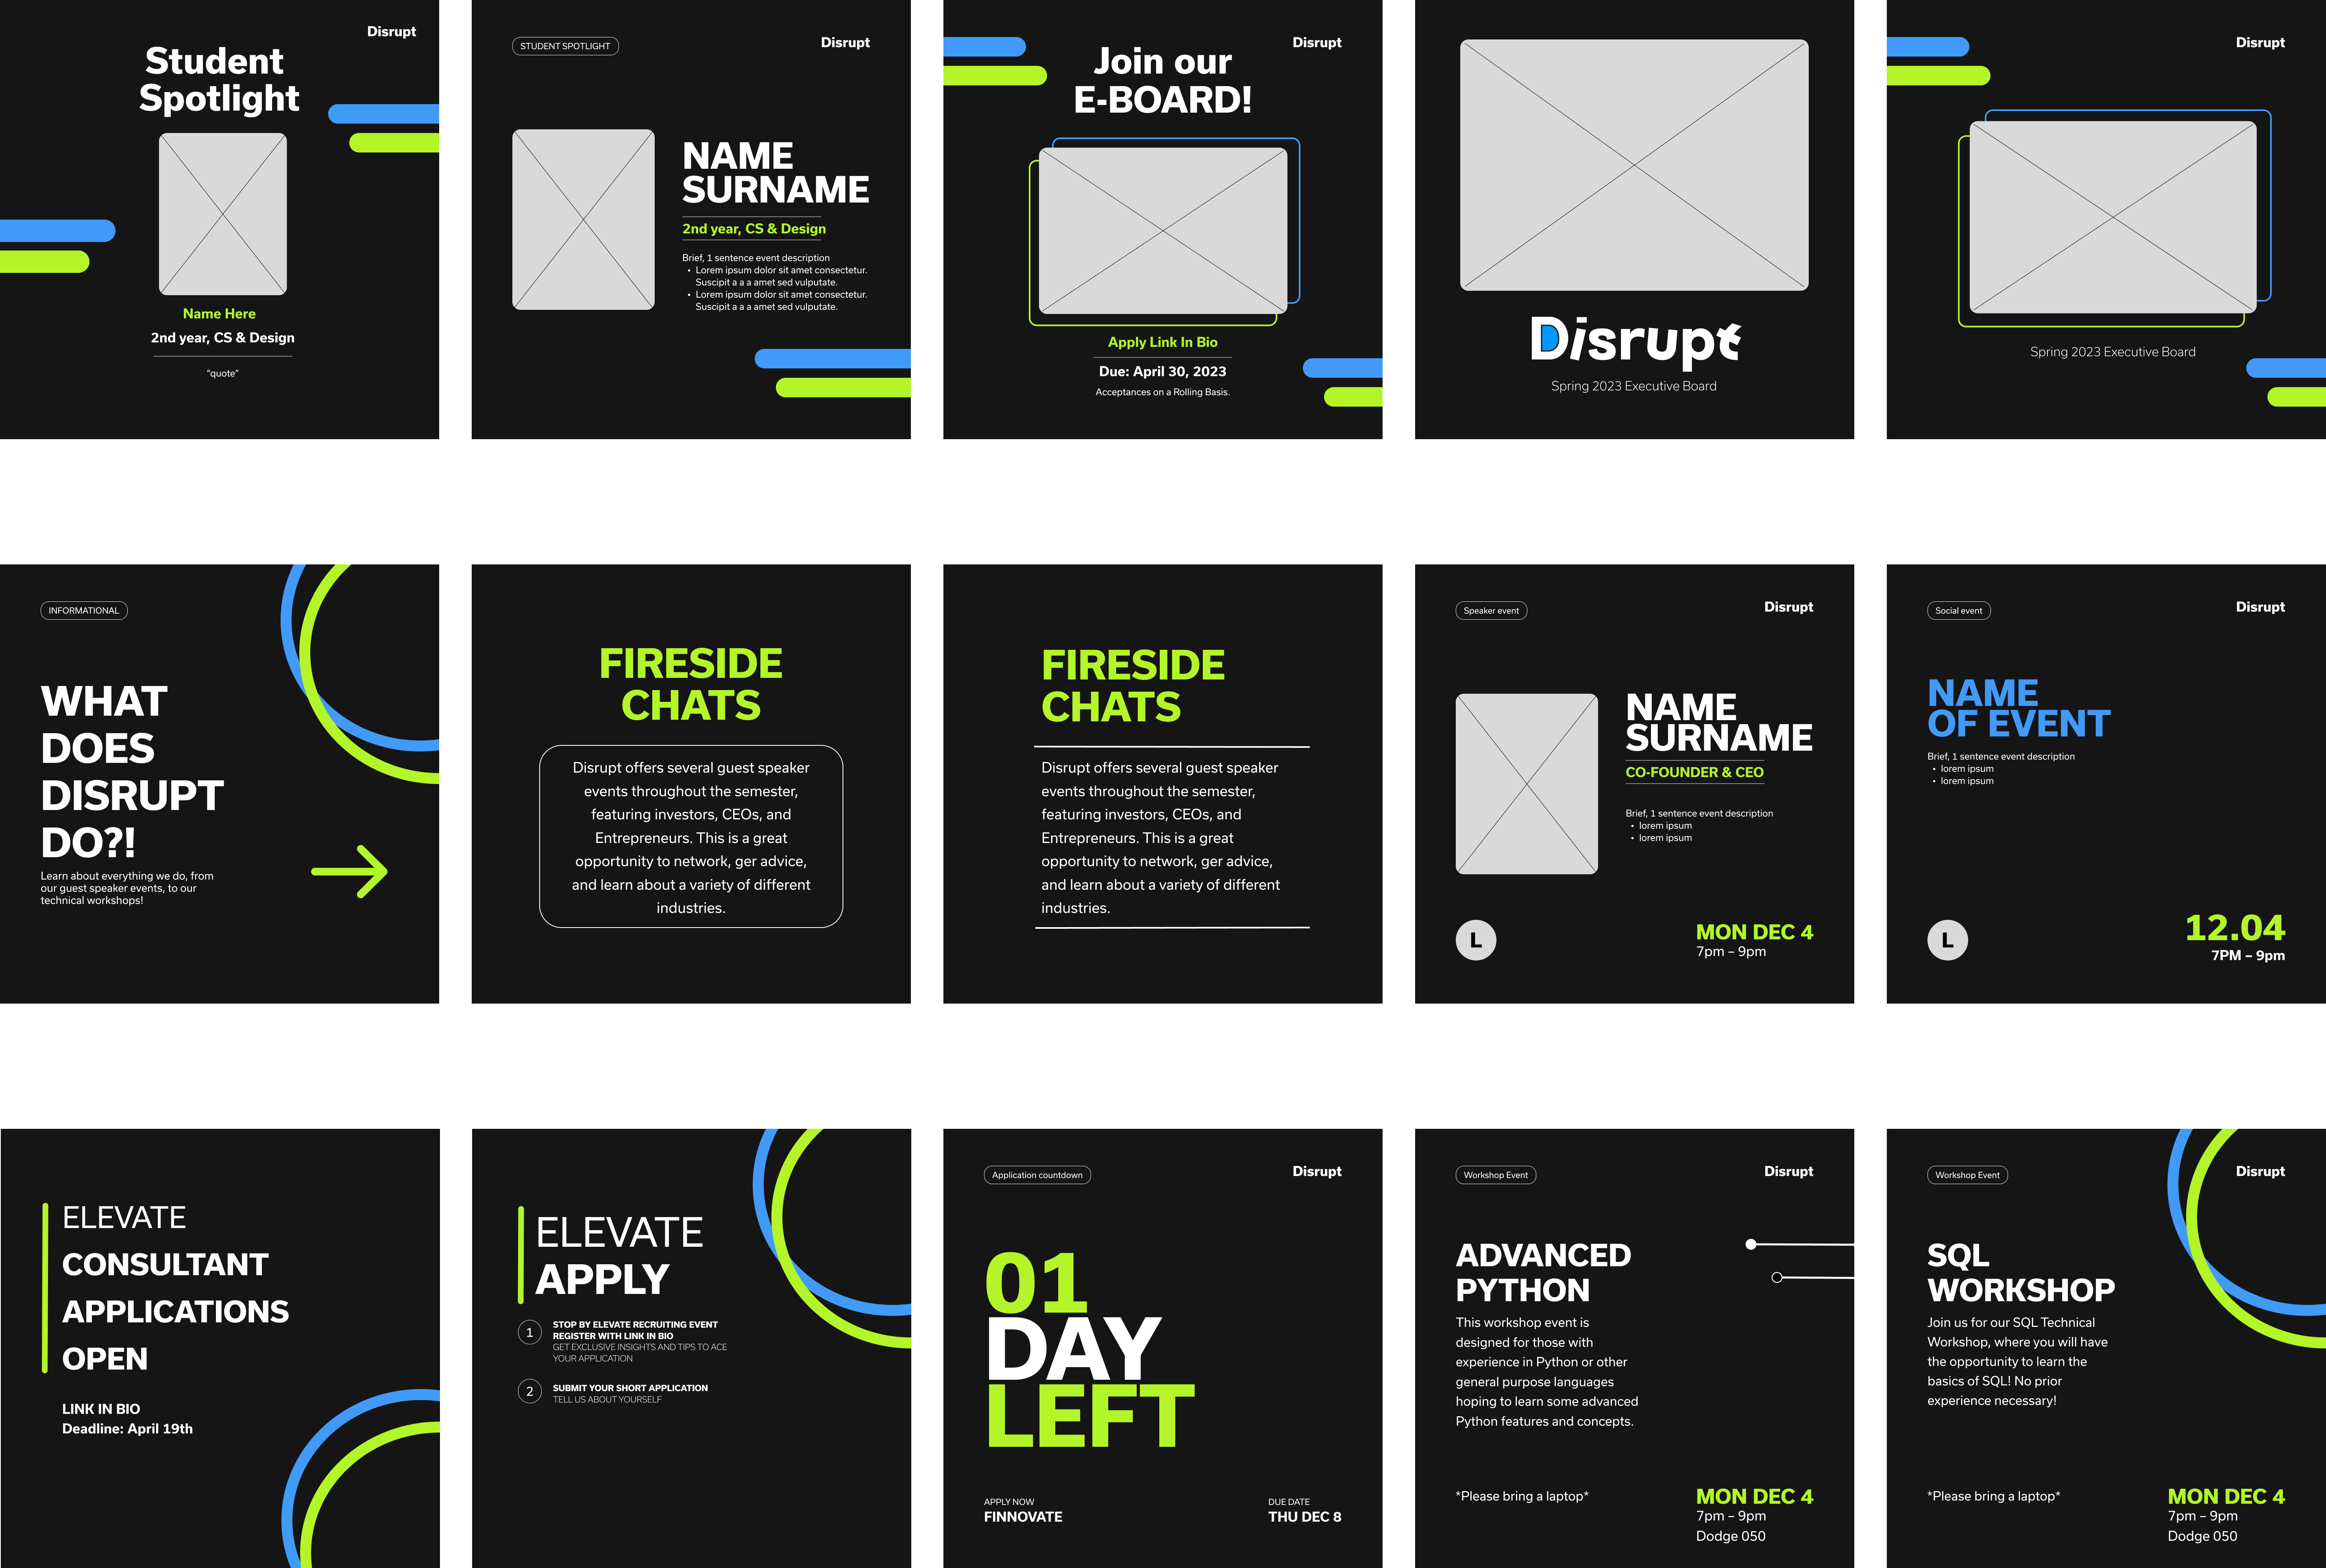 Disrupt
Student
Spotlight
Name Here
2nd year, CS & Design
"quote"
STUDENT SPOTLIGHT
Disrupt
NAME
SURNAME
2nd year, CS & Design
Brief, 1 sentence event description
• Lorem ipsum dolor sit amet consectetur.
Suscipit a a a amet sed vulputate.
• Lorem ipsum dolor sit amet consectetur.
Suscipit a a a amet sed vulputate.
Disrupt
Join our
E-BOARD!
Apply Link In Bio
Due: April 30, 2023
Acceptances on a Rolling Basis.
Disrupt
Spring 2023 Executive Board
Disrupt
Spring 2023 Executive Board
INFORMATIONAL
WHAT
DOES
DISRUPT
DO?!
Learn about everything we do, from
our guest speaker events, to our
technical workshops!
FIRESIDE
CHATS
Disrupt offers several guest speaker
events throughout the semester,
featuring investors, CEOs, and
Entrepreneurs. This is a great
opportunity to network, ger advice,
and learn about a variety of different
industries.
FIRESIDE
CHATS
Disrupt offers several guest speaker
events throughout the semester,
featuring investors, CEOs, and
Entrepreneurs. This is a great
opportunity to network, ger advice,
and learn about a variety of different
industries.
Speaker event
Disrupt
NAME
SURNAME
CO-FOUNDER & CEO
Brief, 1 sentence event description
• lorem ipsum
• lorem ipsum
L
MON DEC 4
7pm – 9pm
Social event
Disrupt
NAME
OF EVENT
Brief, 1 sentence event description
• lorem ipsum
• lorem ipsum
L
12.04
7PM – 9pm
ELEVATE
CONSULTANT
APPLICATIONS
OPEN
LINK IN BIO
Deadline: April 19th
ELEVATE
APPLY
1
STOP BY ELEVATE RECRUITING EVENT
REGISTER WITH LINK IN BIO
GET EXCLUSIVE INSIGHTS AND TIPS TO ACE
YOUR APPLICATION
2
SUBMIT YOUR SHORT APPLICATION
TELL US ABOUT YOURSELF
Application countdown
Disrupt
01
DAY
LEFT
APPLY NOW
FINNOVATE
DUE DATE
THU DEC 8
Workshop Event
Disrupt
ADVANCED
PYTHON
This workshop event is
designed for those with
experience in Python or other
general purpose languages
hoping to learn some advanced
Python features and concepts.
*Please bring a laptop*
MON DEC 4
7pm – 9pm
Dodge 050
Workshop Event
Disrupt
SQL
WORKSHOP
Join us for our SQL Technical
Workshop, where you will have
the opportunity to learn the
basics of SQL! No prior
experience necessary!
*Please bring a laptop*
MON DEC 4
7pm – 9pm
Dodge 050